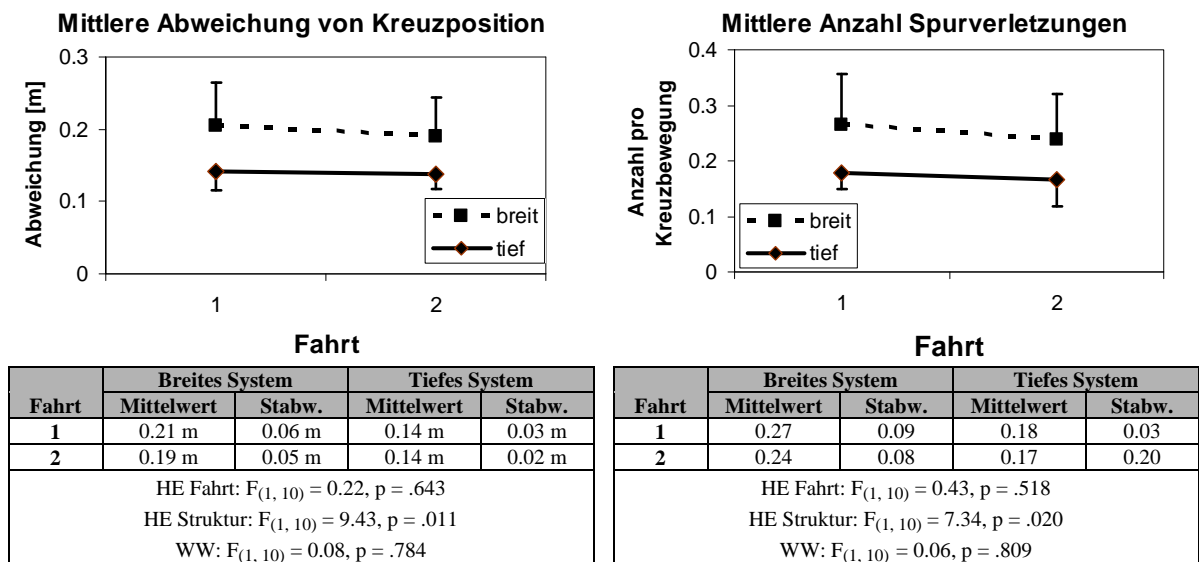 Mittlere Abweichung von Kreuzposition
Abweichung [m]
0.3
0.2
0.1
0
breit
tief
1 2
Fahrt
Breites System Tiefes System
Fahrt Mittelwert Stabw. Mittelwert Stabw.
1 0.21 m 0.06 m 0.14 m 0.03 m
2 0.19 m 0.05 m 0.14 m 0.02 m
HE Fahrt: F(1, 10) = 0.22, p = .643
HE Struktur: F(1, 10) = 9.43, p = .011
WW: F(1, 10) = 0.08, p = .784
Mittlere Anzahl Spurverletzungen
Anzahl pro
Kreuzbewegung
0.4
0.3
0.2
0.1
0
breit
tief
1 2
Fahrt
Breites System Tiefes System
Fahrt Mittelwert Stabw. Mittelwert Stabw.
1 0.27 0.09 0.18 0.03
2 0.24 0.08 0.17 0.20
HE Fahrt: F(1, 10) = 0.43, p = .518
HE Struktur: F(1, 10) = 7.34, p = .020
WW: F(1, 10) = 0.06, p = .809